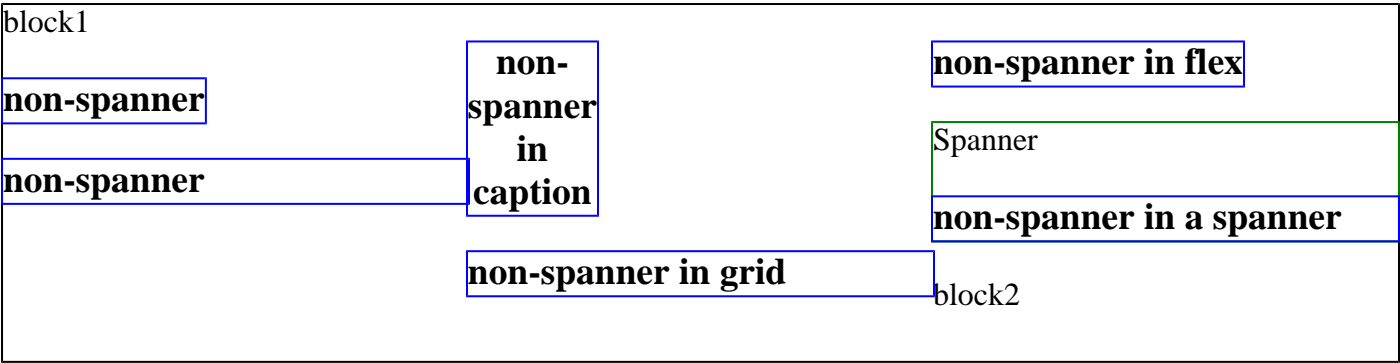 block1
non-spanner
non-spanner
non-
spanner
in
caption
non-spanner in grid
non-spanner in flex
Spanner
non-spanner in a spanner
block2